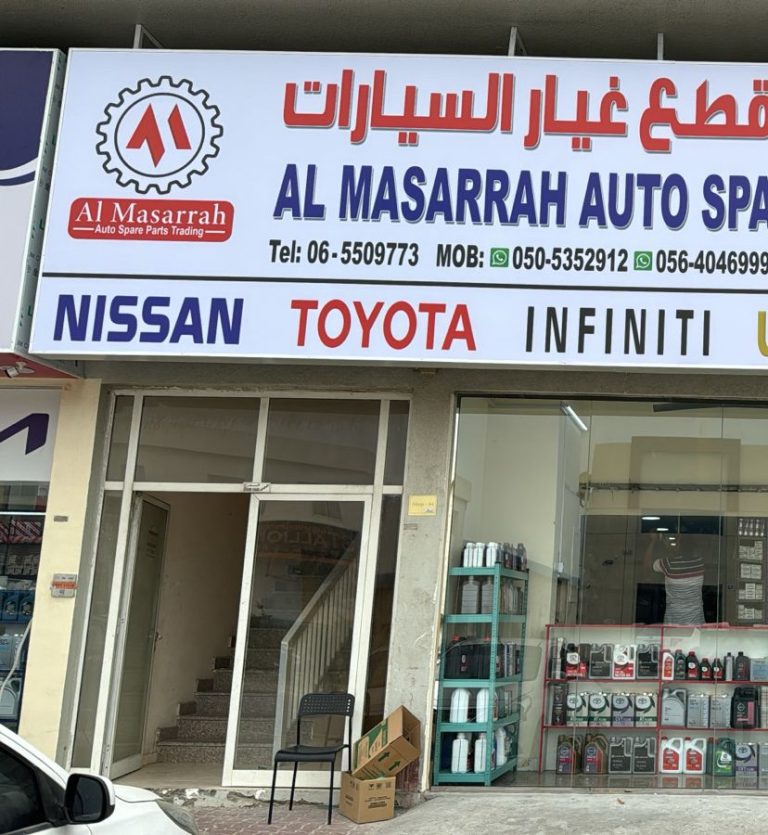 قطع غيار السيارات
Al Masarrah
Auto Spare Parts Trading
AL MASARRAH AUTO SPA
Tel: 06-5509773 MOB: 050-5352912 056-4046999
NISSAN TOYOTA INFINITI